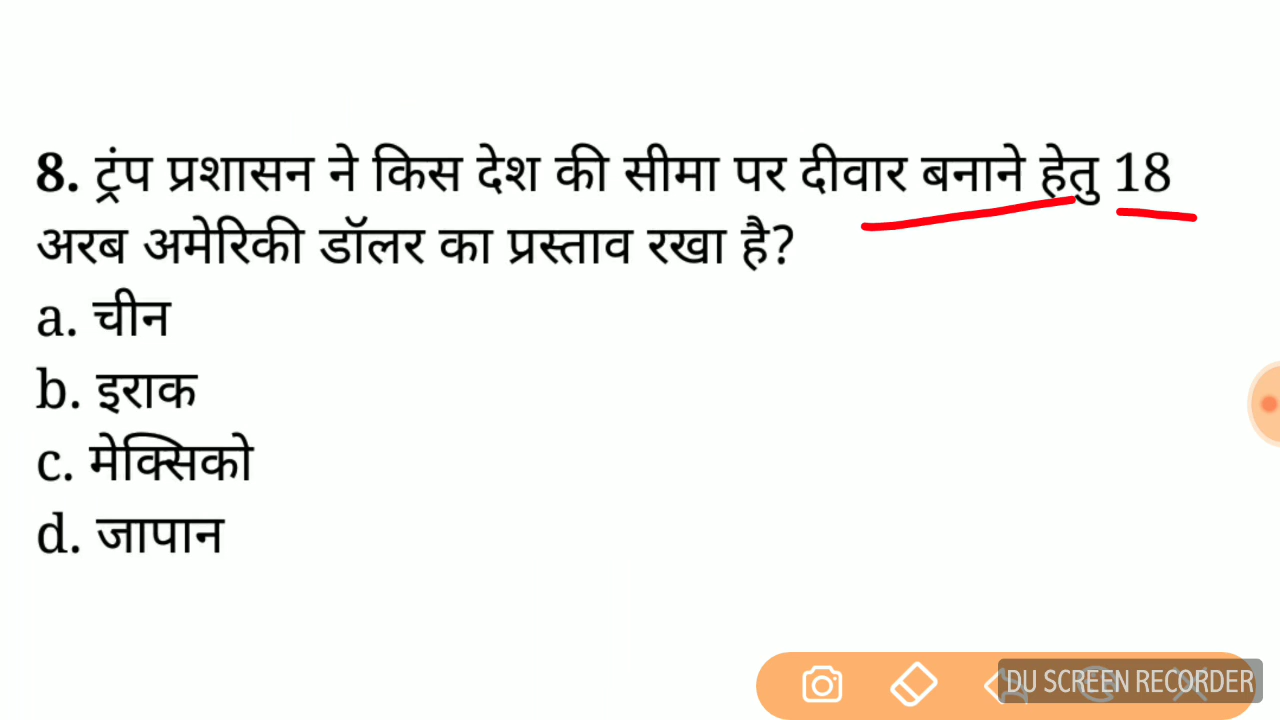 8. ट्रंप प्रशासन ने किस देश की सीमा पर दीवार बनाने हेतु 18
अरब अमेरिकी डॉलर का प्रस्ताव रखा है?
a. चीन
b. इराक
c. मेक्सिको
d. जापान
DU SCREEN RECORDER